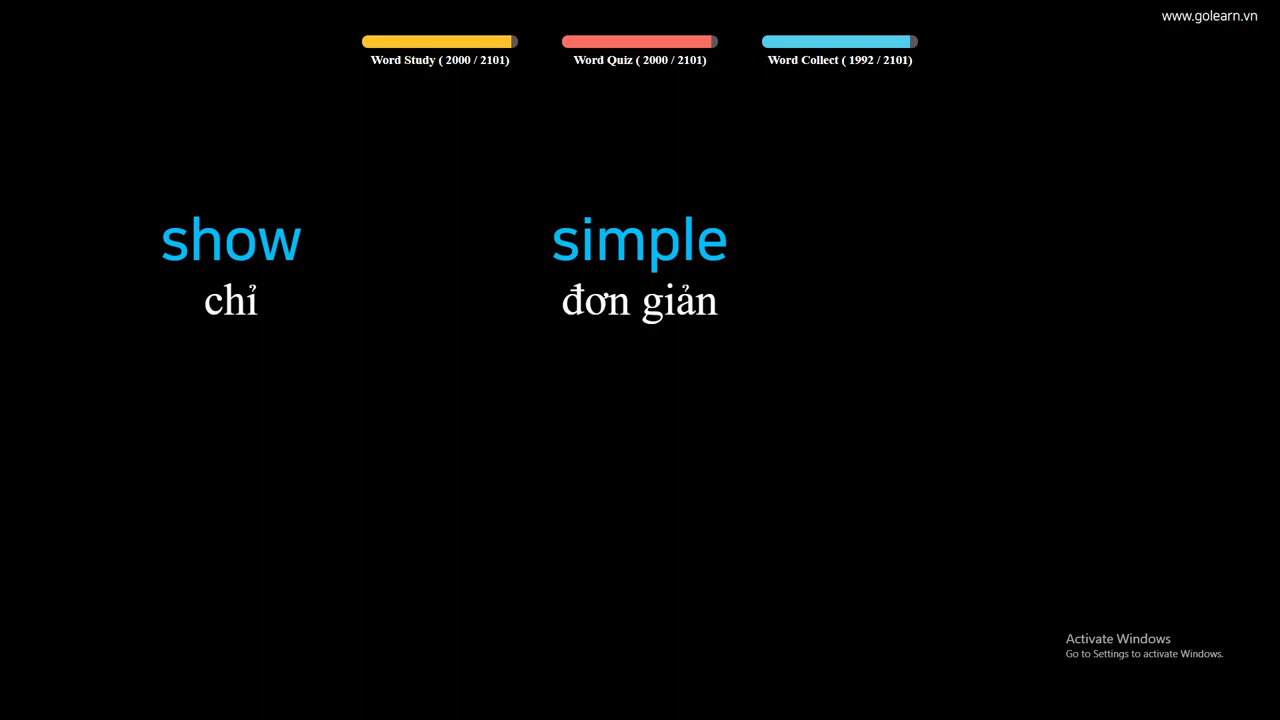 www.golearn.vn
Word Study ( 2000 / 2101)
Word Quiz ( 2000 / 2101)
Word Collect ( 1992 / 2101)
show
chỉ
simple
đơn giản
Activate Windows
Go to Settings to activate Windows.